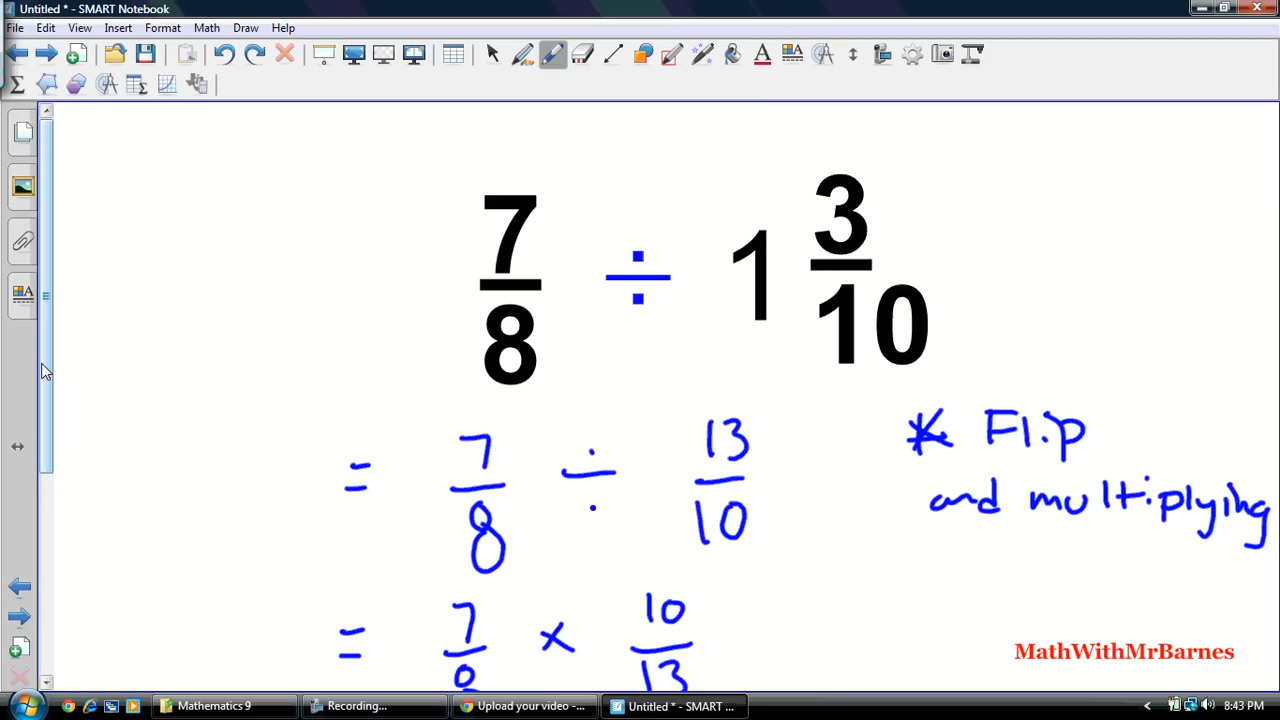 Untitled * - SMART Notebook
File Edit View Insert Format Math Draw Help
7/8 ÷ 1 3/10
= 7/8 ÷ 13/10
* Flip
and multiplying
= 7/8 × 10/13
MathWithMrBarnes
Mathematics 9
Recording...
Upload your video -...
Untitled * - SMART ...
8:43 PM